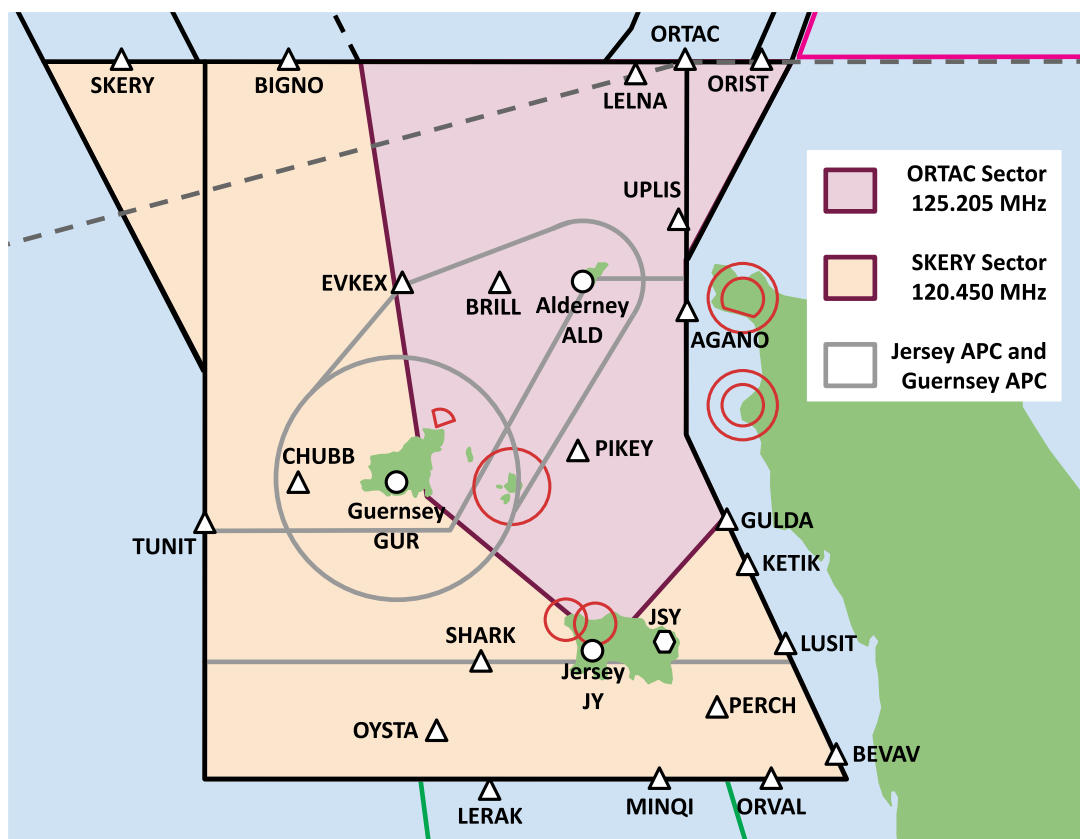 ORTAC
SKERY
BIGNO
LELNA
ORIST
ORTAC Sector
125.205 MHz
UPLIS
SKERY Sector
120.450 MHz
EVKEX
BRILL
Alderney
ALD
AGANO
Jersey APC and
Guernsey APC
CHUBB
PIKEY
Guernsey
GUR
TUNIT
GULDA
KETIK
JSY
SHARK
LUSIT
Jersey
JY
PERCH
OYSTA
BEVAV
LERAK
MINQI
ORVAL